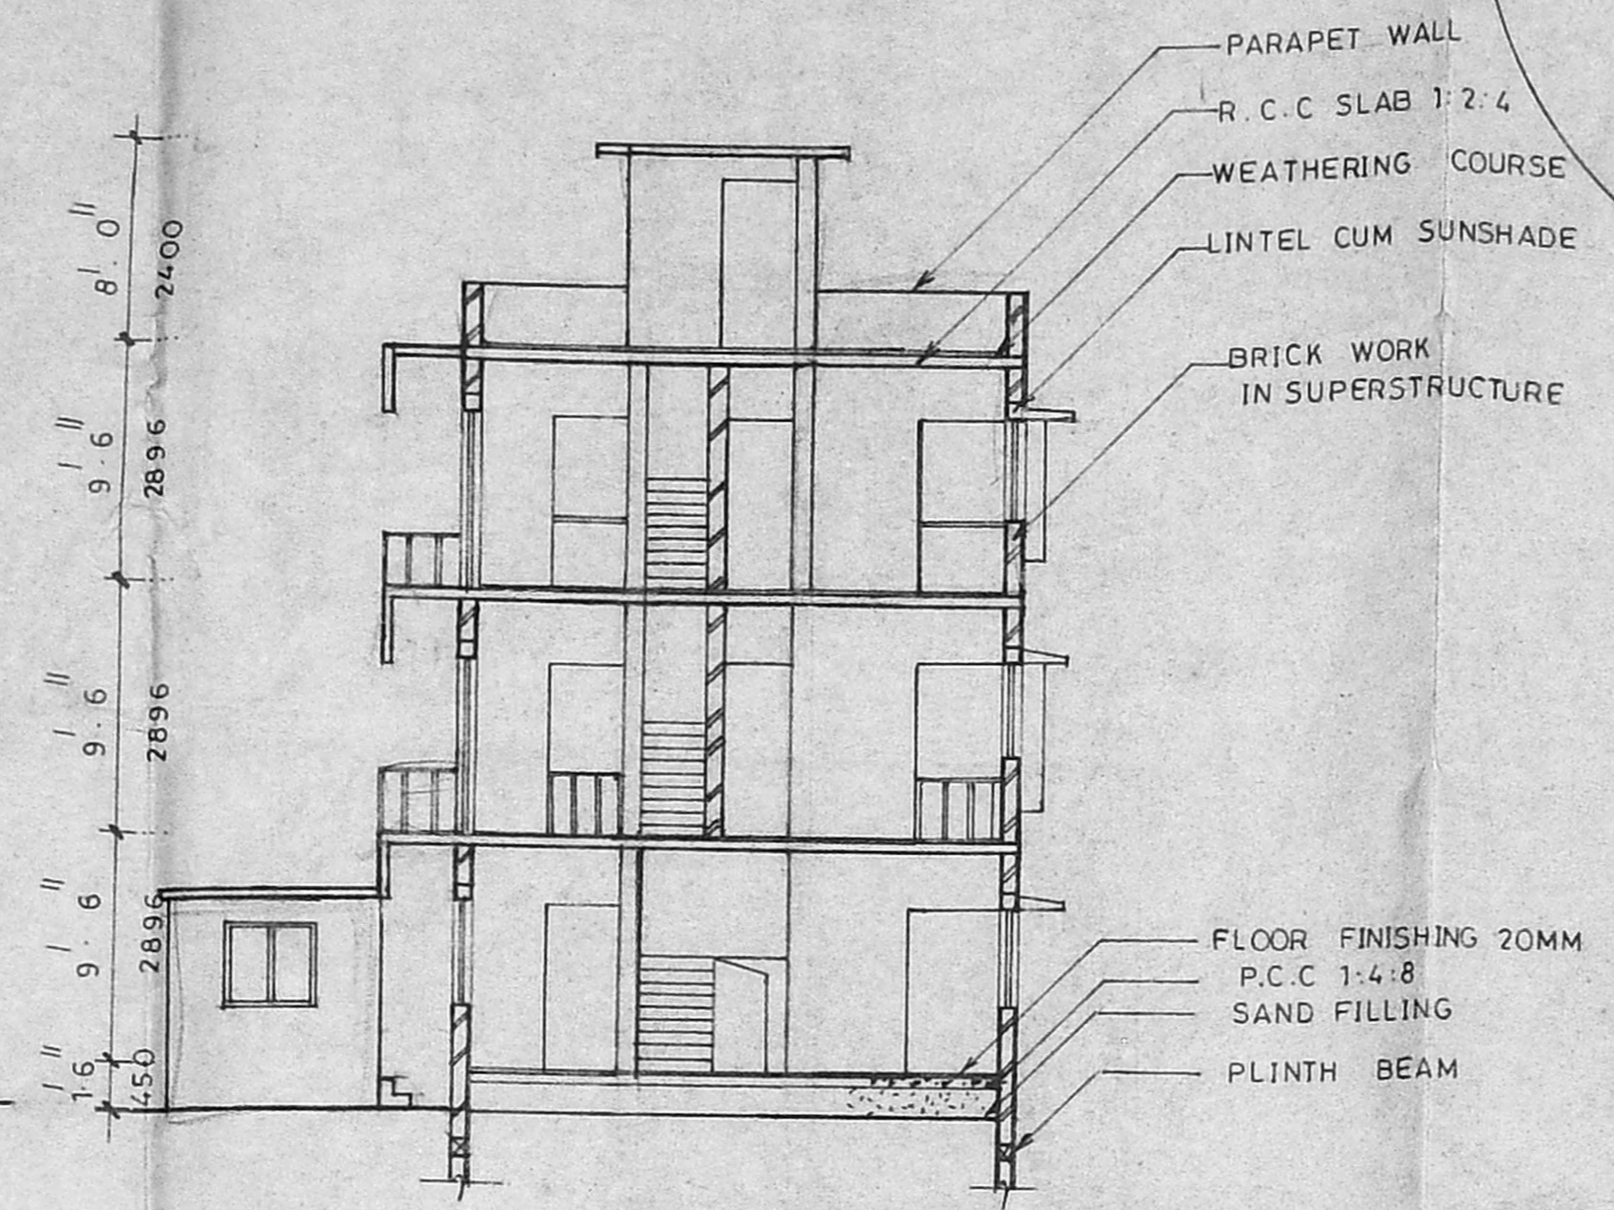 PARAPET WALL
R.C.C SLAB 1:2:4
WEATHERING COURSE
LINTEL CUM SUNSHADE
BRICK WORK
IN SUPERSTRUCTURE
FLOOR FINISHING 20MM
P.C.C 1:4:8
SAND FILLING
PLINTH BEAM
8'.0"
2400
9'.6"
2896
9'.6"
2896
9'.6"
2896
1'.6"
450